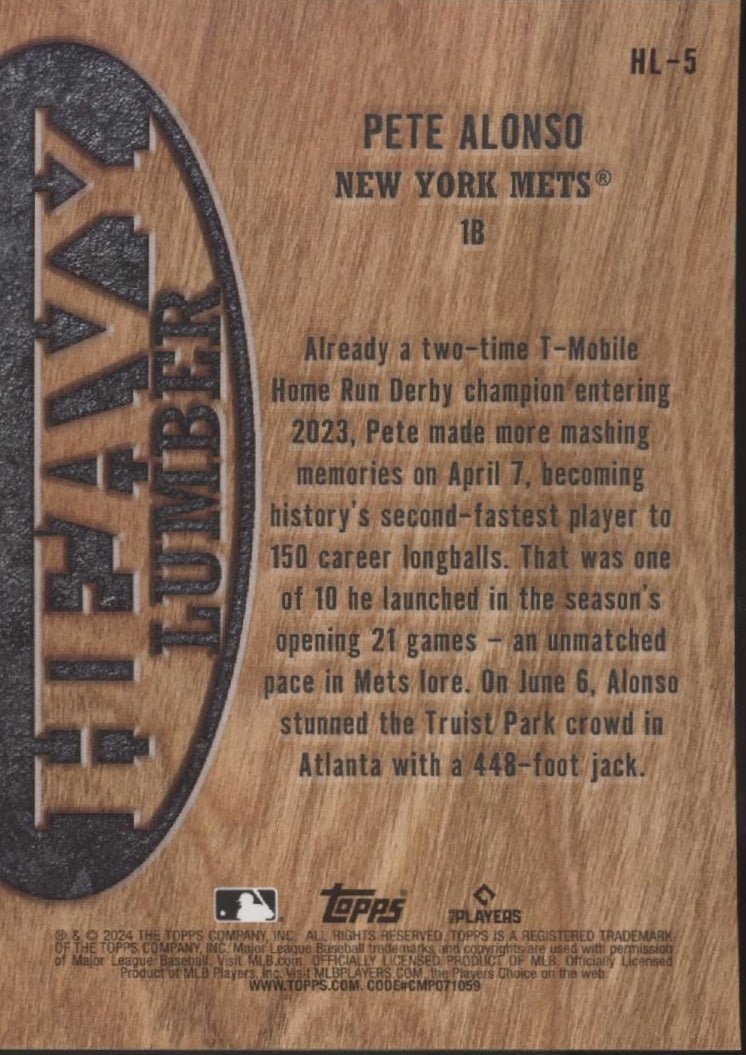 HL-5
PETE ALONSO
NEW YORK METS®
1B
HEAVY
LUMBER
Already a two-time T-Mobile
Home Run Derby champion entering
2023, Pete made more mashing
memories on April 7, becoming
history's second-fastest player to
150 career longballs. That was one
of 10 he launched in the season's
opening 21 games – an unmatched
pace in Mets lore. On June 6, Alonso
stunned the Truist Park crowd in
Atlanta with a 448-foot jack.
topps
PLAYERS
® & © 2024 THE TOPPS COMPANY, INC. ALL RIGHTS RESERVED. TOPPS IS A REGISTERED TRADEMARK
OF THE TOPPS COMPANY, INC. Major League Baseball trademarks and copyrights are used with permission
of Major League Baseball. Visit MLB.com. OFFICIALLY LICENSED PRODUCT OF MLB. Officially Licensed
Product of MLB Players, Inc. Visit MLBPLAYERS.COM, the Players Choice on the web.
WWW.TOPPS.COM. CODE#CMP071059